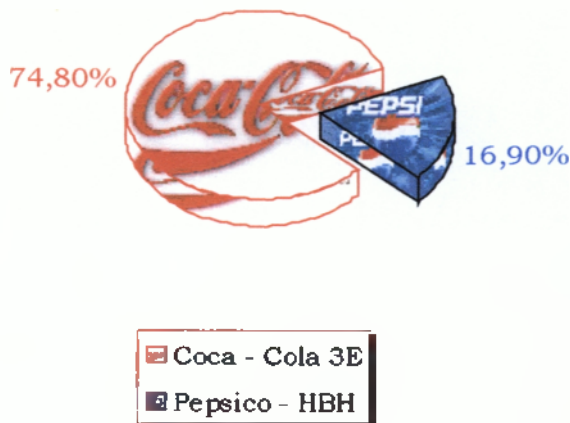 74,80%
Coca-Cola
PEPSI
16,90%
Coca - Cola 3E
Pepsico - HBH